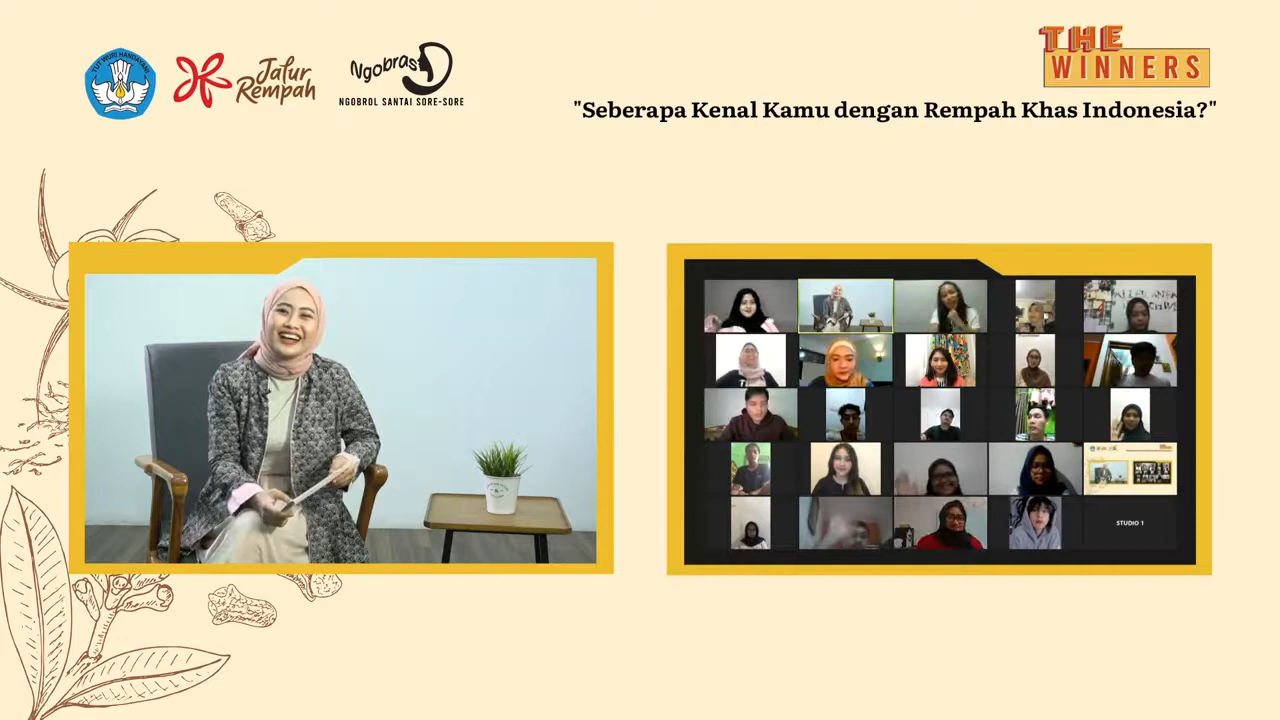 TUT WURI HANDAYANI
Jalur
Rempah
Ngobras
NGOBROL SANTAI SORE-SORE
THE
WINNERS
"Seberapa Kenal Kamu dengan Rempah Khas Indonesia?"
STUDIO 1